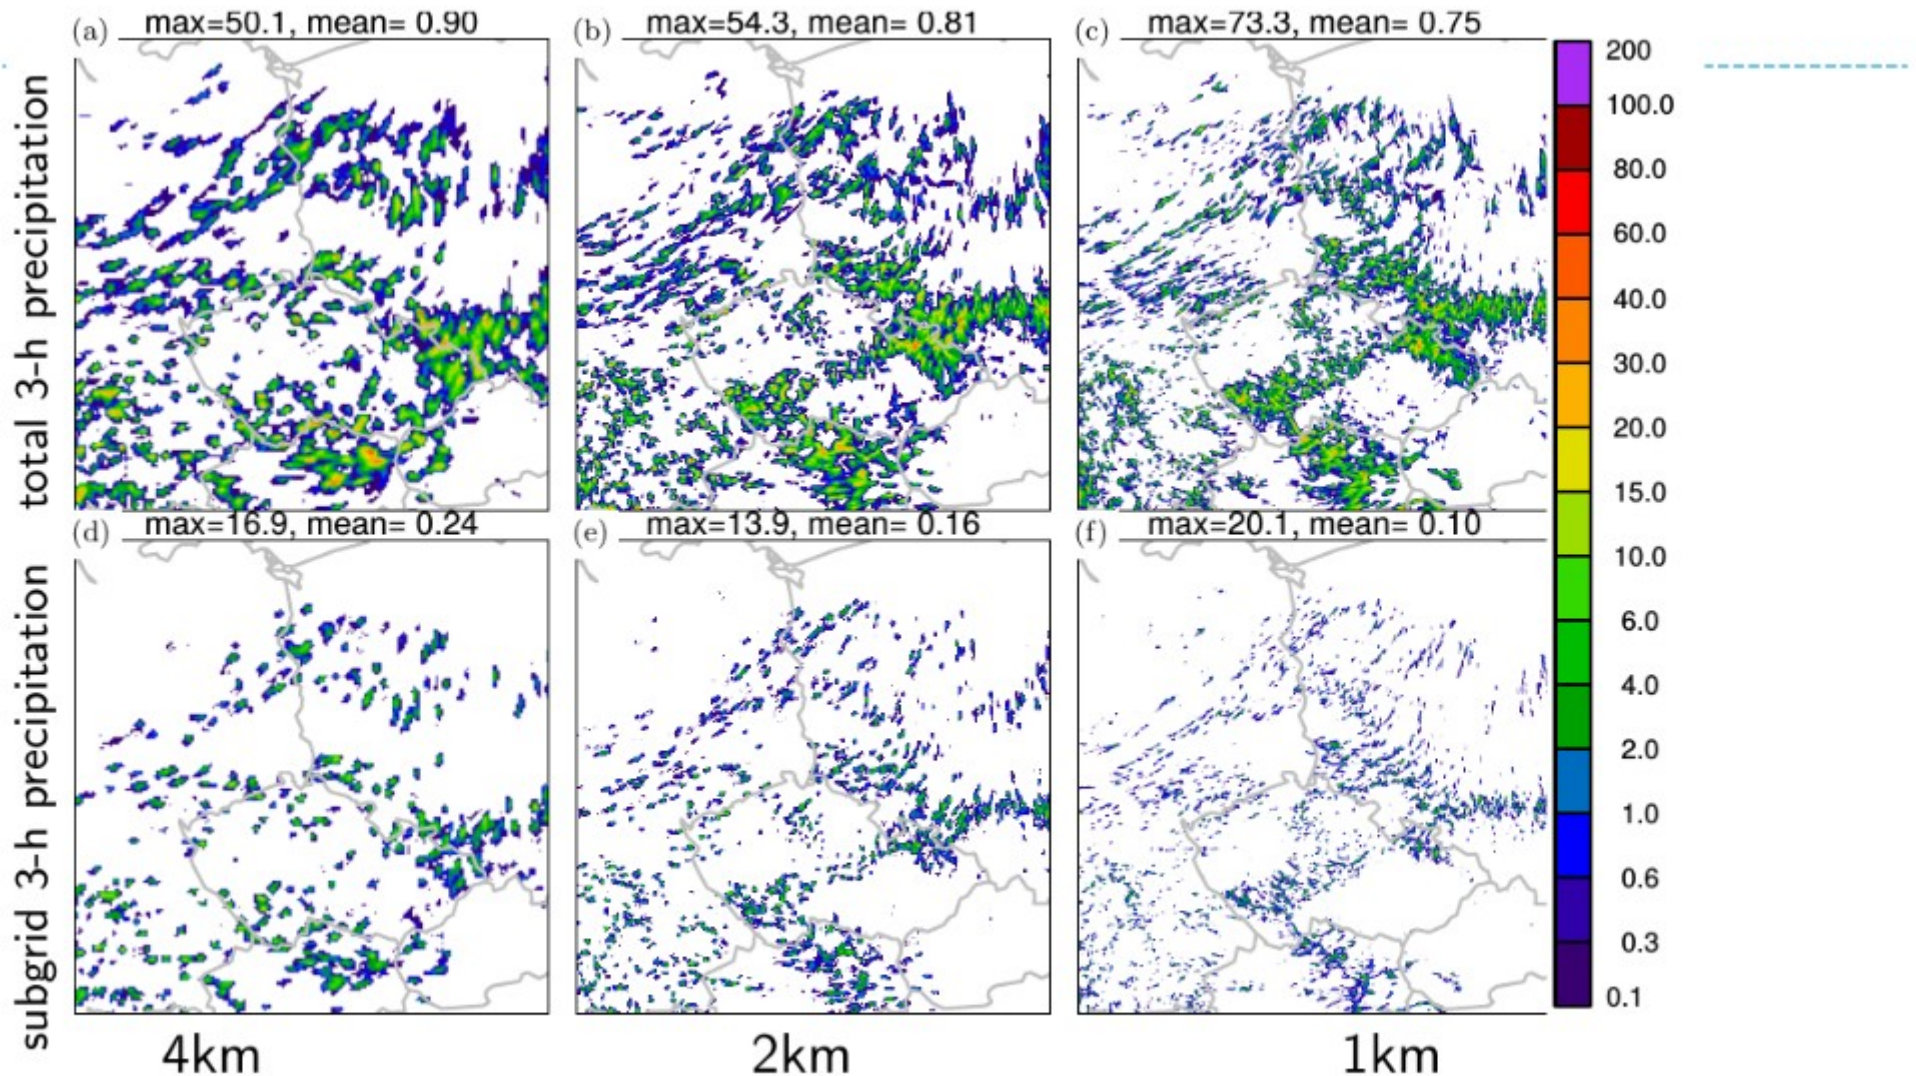 (a) max=50.1, mean= 0.90
(b) max=54.3, mean= 0.81
(c) max=73.3, mean= 0.75
total 3-h precipitation
(d) max=16.9, mean= 0.24
(e) max=13.9, mean= 0.16
(f) max=20.1, mean= 0.10
subgrid 3-h precipitation
200
100.0
80.0
60.0
40.0
30.0
20.0
15.0
10.0
6.0
4.0
2.0
1.0
0.6
0.3
0.1
4km
2km
1km